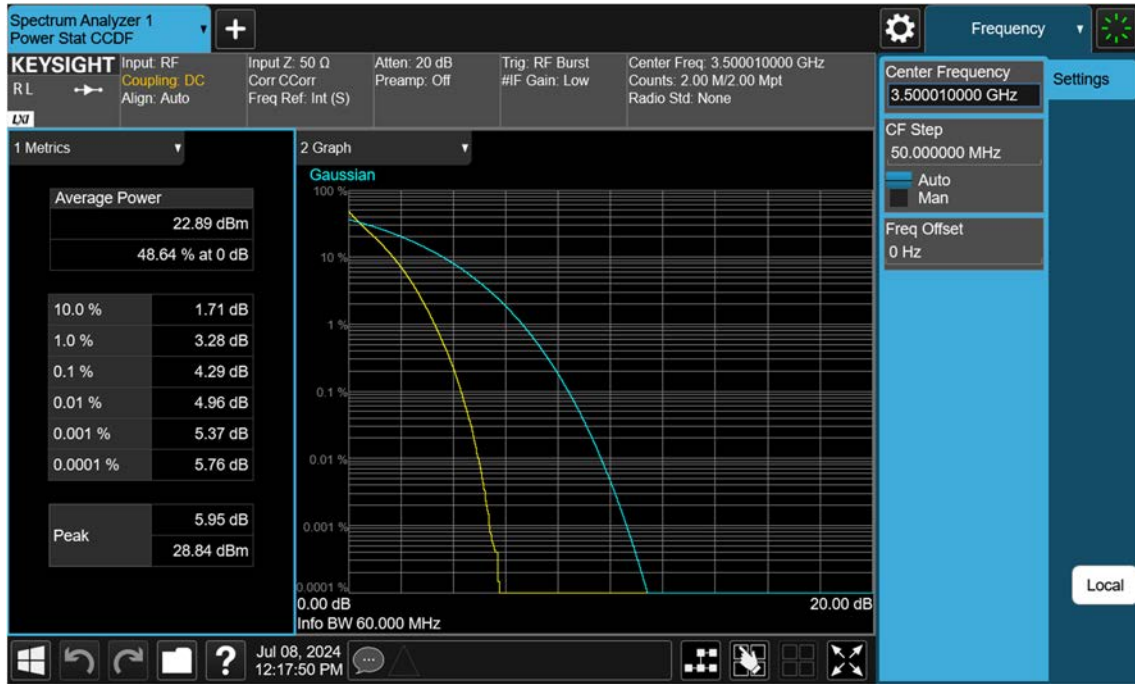 Spectrum Analyzer 1
Power Stat CCDF
Frequency
KEYSIGHT
R L
LXI
Input: RF
Coupling: DC
Align: Auto
Input Z: 50 Ω
Corr CCorr
Freq Ref: Int (S)
Atten: 20 dB
Preamp: Off
Trig: RF Burst
#IF Gain: Low
Center Freq: 3.500010000 GHz
Counts: 2.00 M/2.00 Mpt
Radio Std: None
Center Frequency
3.500010000 GHz
Settings
CF Step
50.000000 MHz
Auto
Man
Freq Offset
0 Hz
Local
1 Metrics
Average Power
22.89 dBm
48.64 % at 0 dB
10.0 % 1.71 dB
1.0 % 3.28 dB
0.1 % 4.29 dB
0.01 % 4.96 dB
0.001 % 5.37 dB
0.0001 % 5.76 dB
Peak
5.95 dB
28.84 dBm
2 Graph
Gaussian
100 %
10 %
1 %
0.1 %
0.01 %
0.001 %
0.0001 %
0.00 dB 20.00 dB
Info BW 60.000 MHz
?
Jul 08, 2024
12:17:50 PM